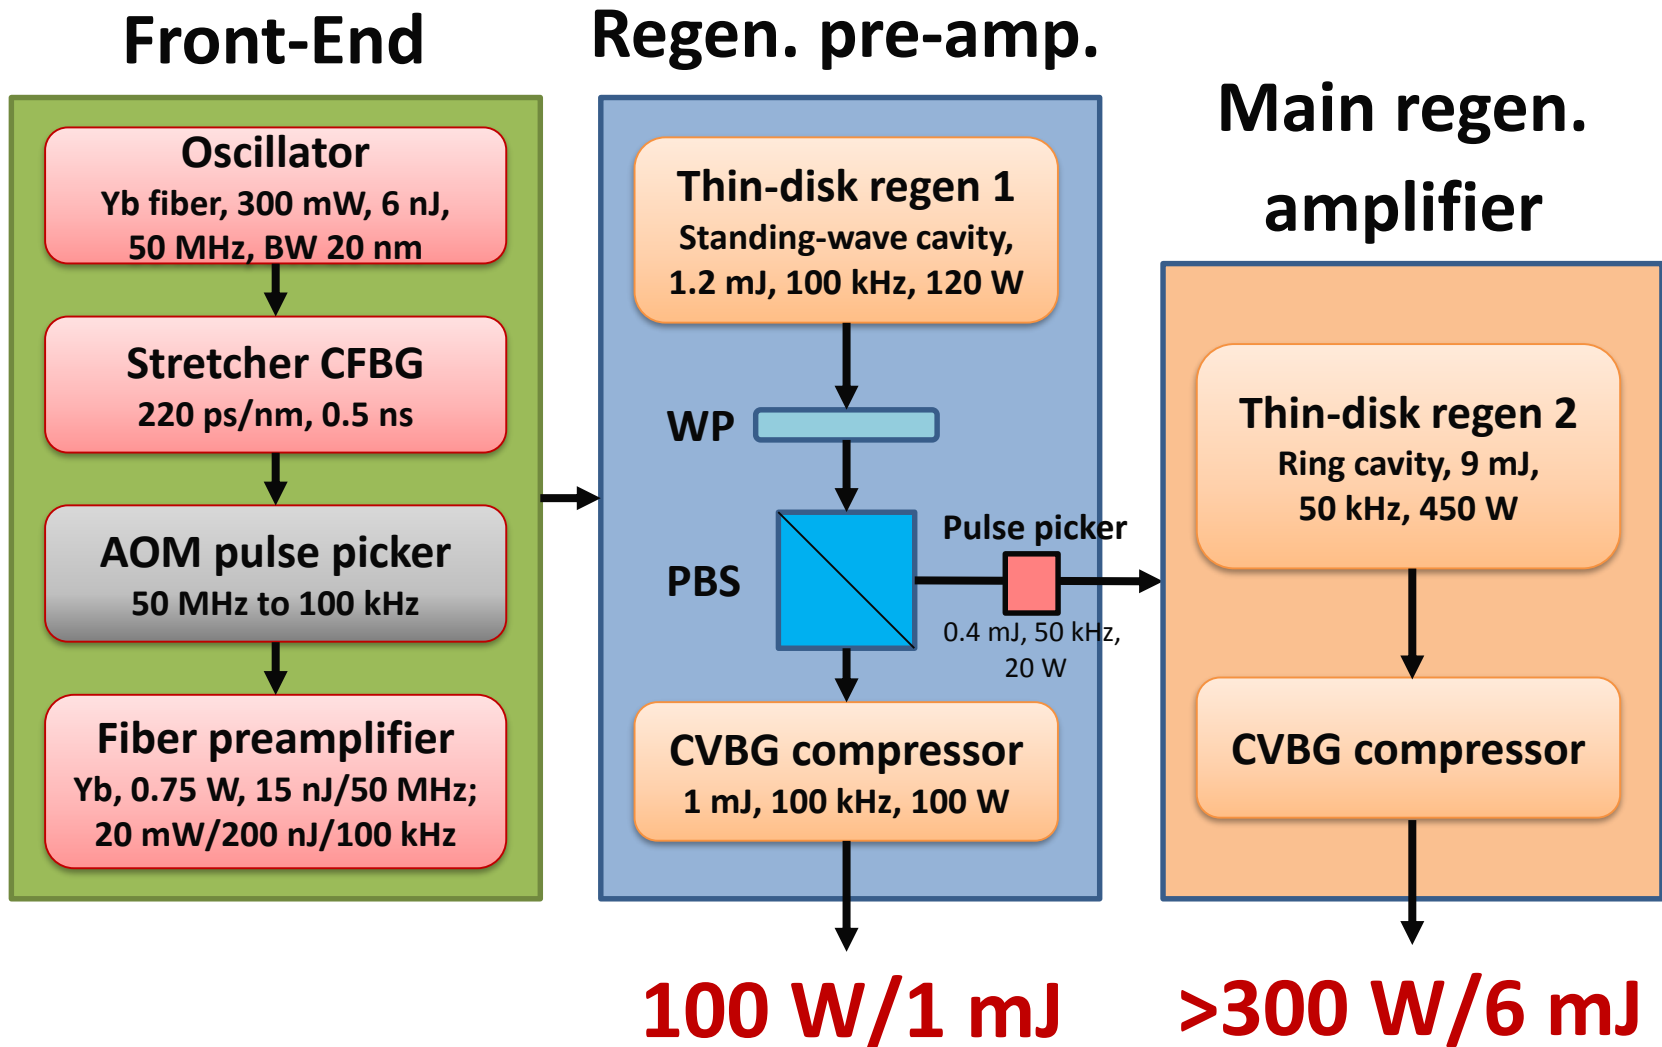 Front-End
Oscillator
Yb fiber, 300 mW, 6 nJ,
50 MHz, BW 20 nm
Stretcher CFBG
220 ps/nm, 0.5 ns
AOM pulse picker
50 MHz to 100 kHz
Fiber preamplifier
Yb, 0.75 W, 15 nJ/50 MHz;
20 mW/200 nJ/100 kHz
Regen. pre-amp.
Thin-disk regen 1
Standing-wave cavity,
1.2 mJ, 100 kHz, 120 W
WP
PBS
Pulse picker
0.4 mJ, 50 kHz,
20 W
CVBG compressor
1 mJ, 100 kHz, 100 W
100 W/1 mJ
Main regen.
amplifier
Thin-disk regen 2
Ring cavity, 9 mJ,
50 kHz, 450 W
CVBG compressor
>300 W/6 mJ